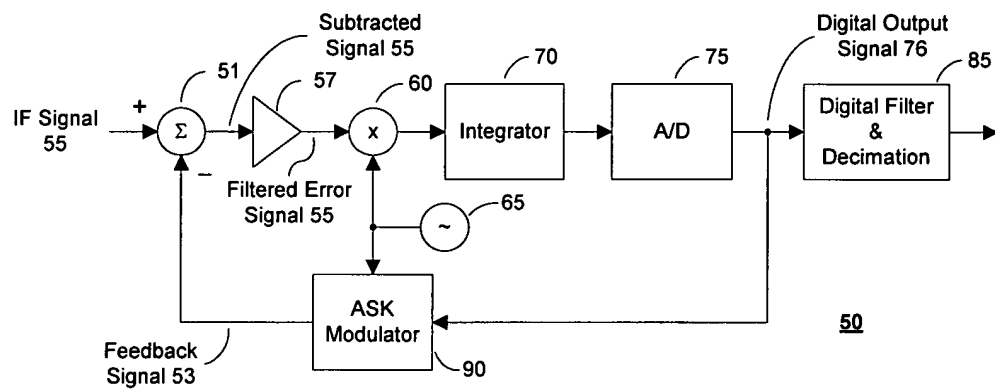 Digital Output
Signal 76
Subtracted
Signal 55
51
57
60
70
75
85
+
IF Signal
55
Σ
x
Integrator
A/D
Digital Filter
&
Decimation
–
Filtered Error
Signal 55
65
~
ASK
Modulator
50
Feedback
Signal 53
90